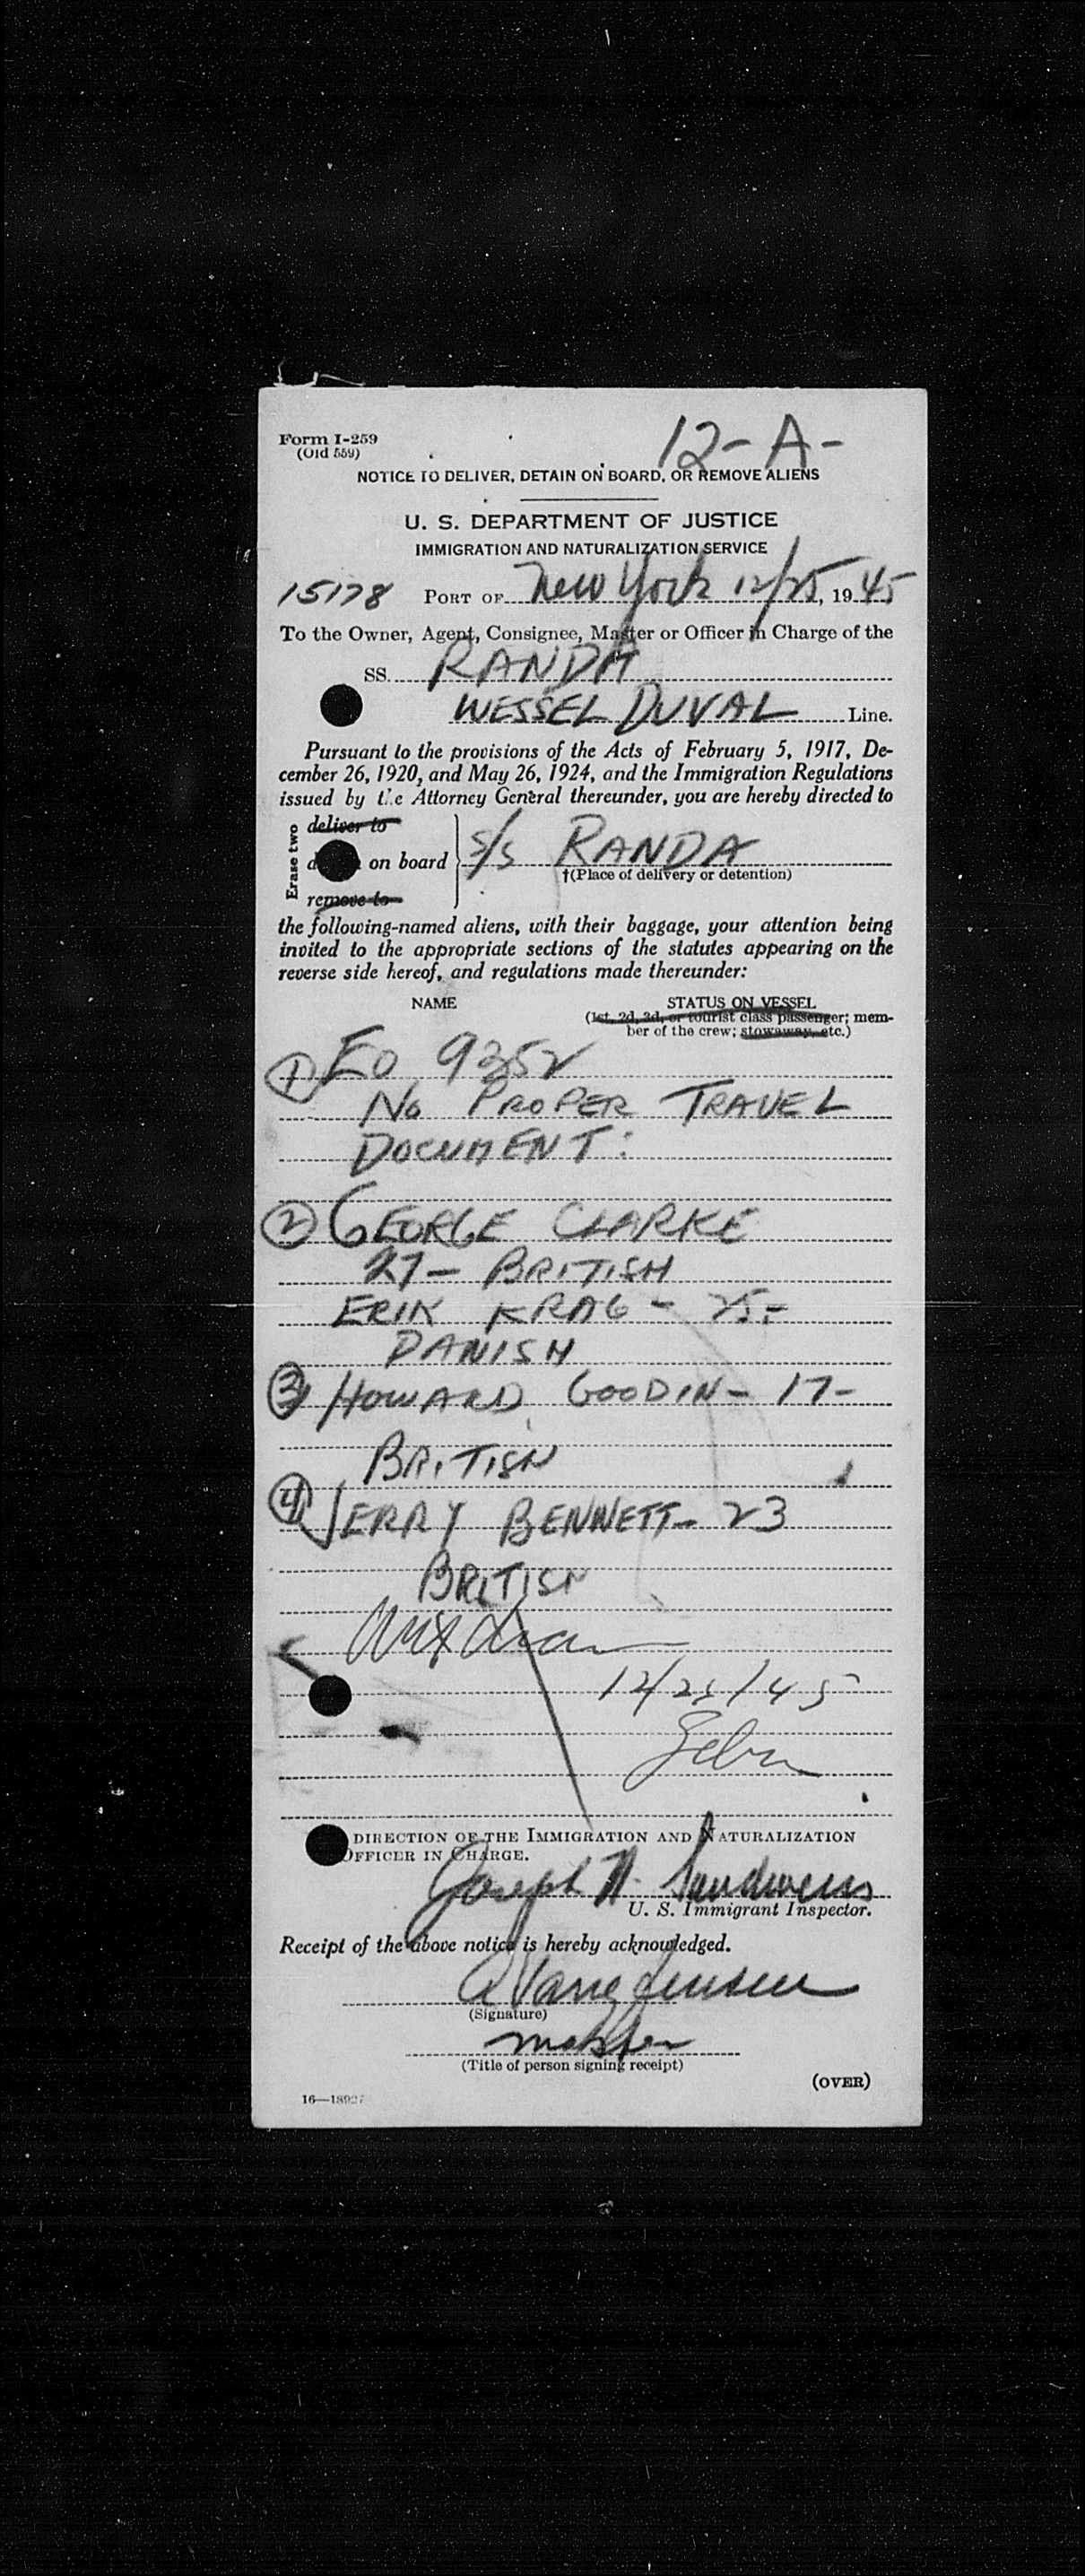 12-A-
Form I-259
(Old 559)
NOTICE TO DELIVER, DETAIN ON BOARD, OR REMOVE ALIENS
U. S. DEPARTMENT OF JUSTICE
IMMIGRATION AND NATURALIZATION SERVICE
15178 PORT OF New York 12/25, 1945
To the Owner, Agent, Consignee, Master or Officer in Charge of the
SS. RANDA
WESSEL DUVAL Line.
Pursuant to the provisions of the Acts of February 5, 1917, De-
cember 26, 1920, and May 26, 1924, and the Immigration Regulations
issued by the Attorney General thereunder, you are hereby directed to
Erase two
deliver to
on board S/S RANDA
†(Place of delivery or detention)
remove to
the following-named aliens, with their baggage, your attention being
invited to the appropriate sections of the statutes appearing on the
reverse side hereof, and regulations made thereunder:
NAME STATUS ON VESSEL
(1st, 2d, 3d, or tourist class passenger; mem-
ber of the crew; stowaway, etc.)
1 EO 9352
NO PROPER TRAVEL
DOCUMENT:
2 GEORGE CLARKE
27- BRITISH
ERIK KRAG - 25-
DANISH
3 HOWARD GOODIN- 17-
BRITISH
4 JERRY BENNETT- 23
BRITISH
12/25/45
DIRECTION OF THE IMMIGRATION AND NATURALIZATION
OFFICER IN CHARGE.
Joseph
U. S. Immigrant Inspector.
Receipt of the above notice is hereby acknowledged.
Jensen
(Signature)
master
(Title of person signing receipt)
(OVER)